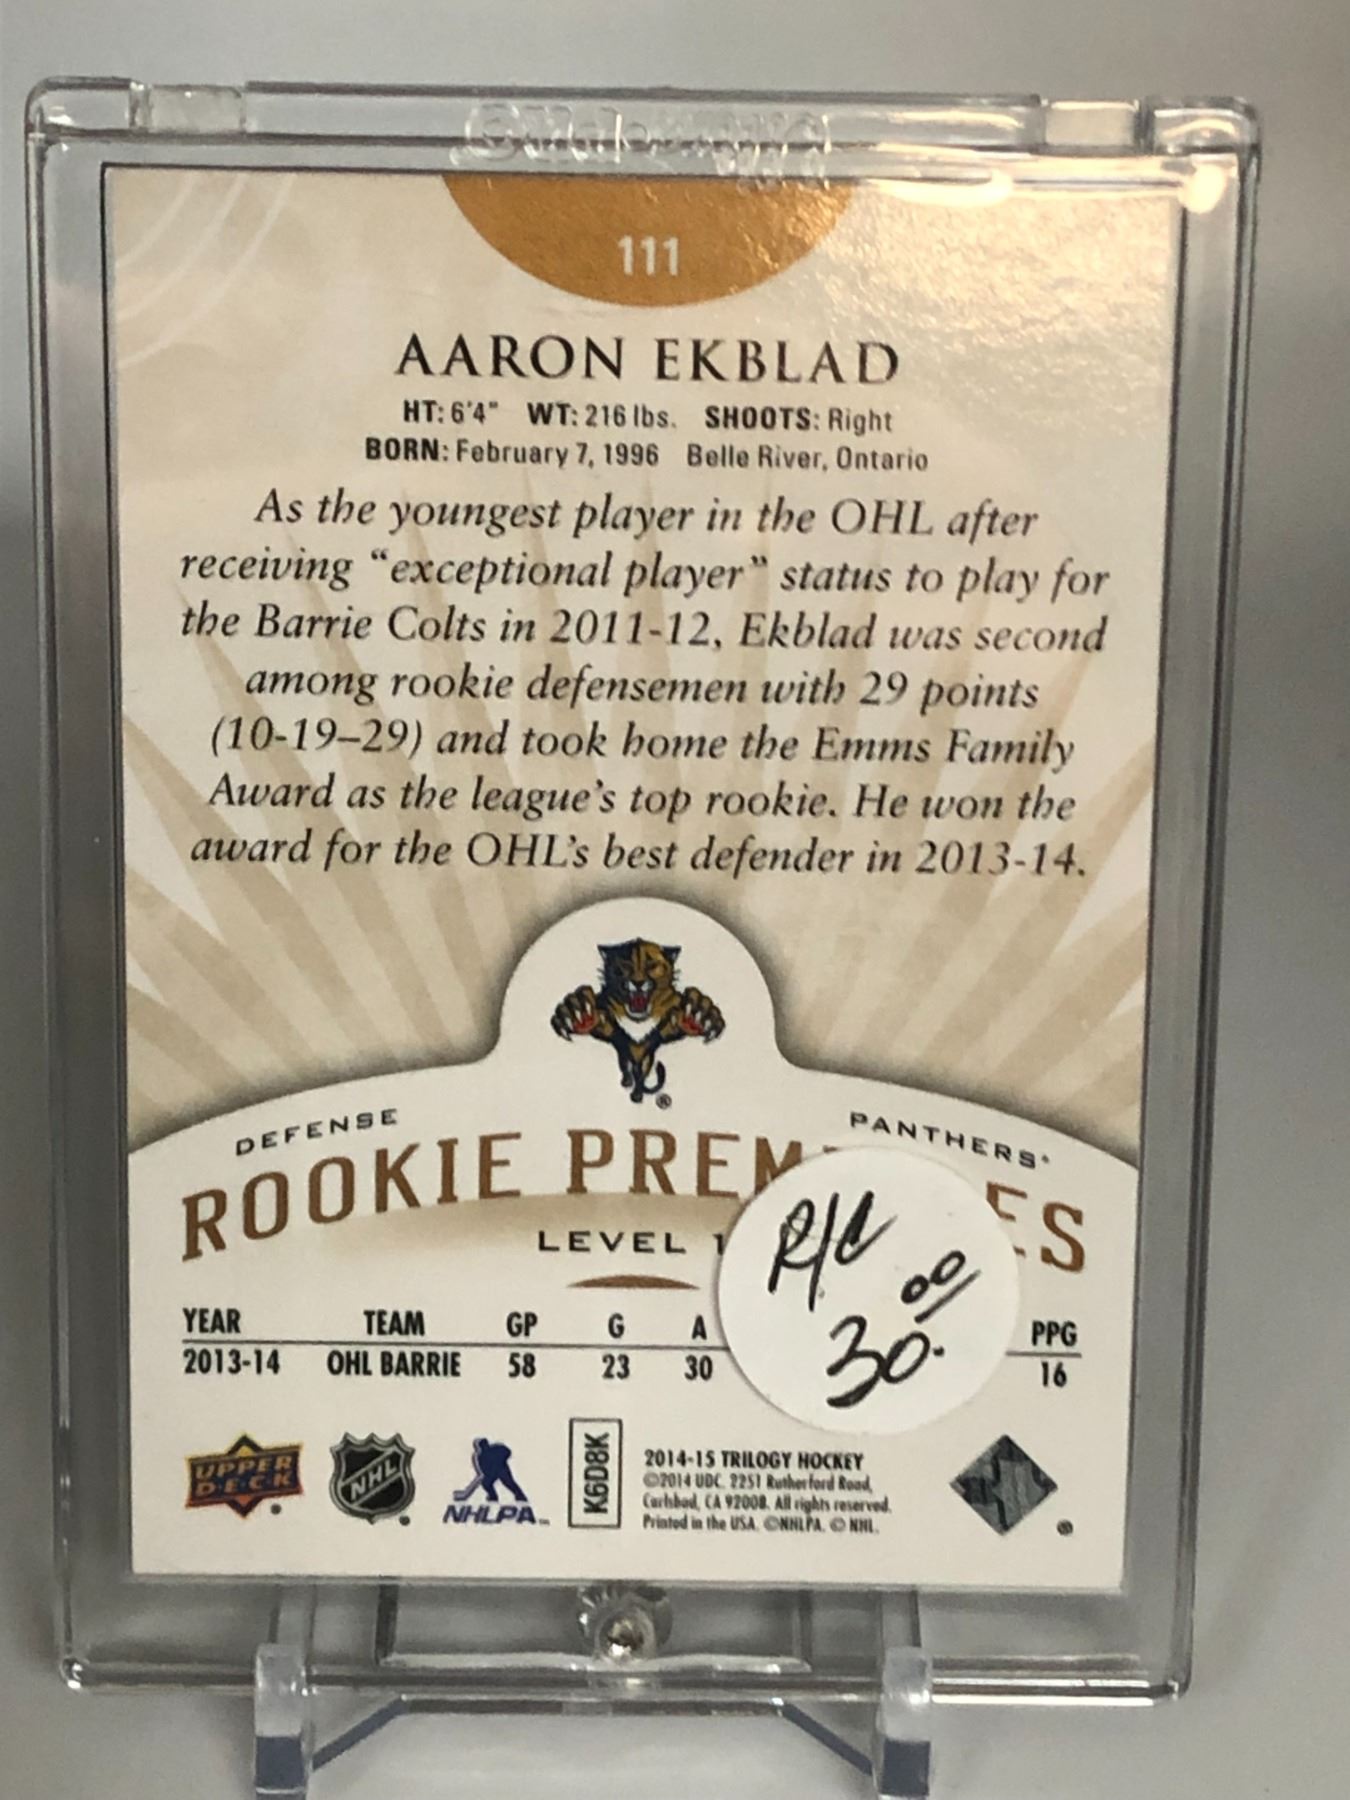 111
AARON EKBLAD
HT: 6'4" WT: 216 lbs. SHOOTS: Right
BORN: February 7, 1996 Belle River, Ontario
As the youngest player in the OHL after
receiving “exceptional player” status to play for
the Barrie Colts in 2011-12, Ekblad was second
among rookie defensemen with 29 points
(10-19–29) and took home the Emms Family
Award as the league's top rookie. He won the
award for the OHL's best defender in 2013-14.
DEFENSE PANTHERS
ROOKIE
LEVEL 1
R/C
30.00
YEAR TEAM GP G A PPG
2013-14 OHL BARRIE 58 23 30 16
UPPER
DECK
NHL
NHLPA
K6D8K
2014-15 TRILOGY HOCKEY
©2014 UDC. 2251 Rutherford Road,
Carlsbad, CA 92008. All rights reserved.
Printed in the USA. ©NHLPA. © NHL.